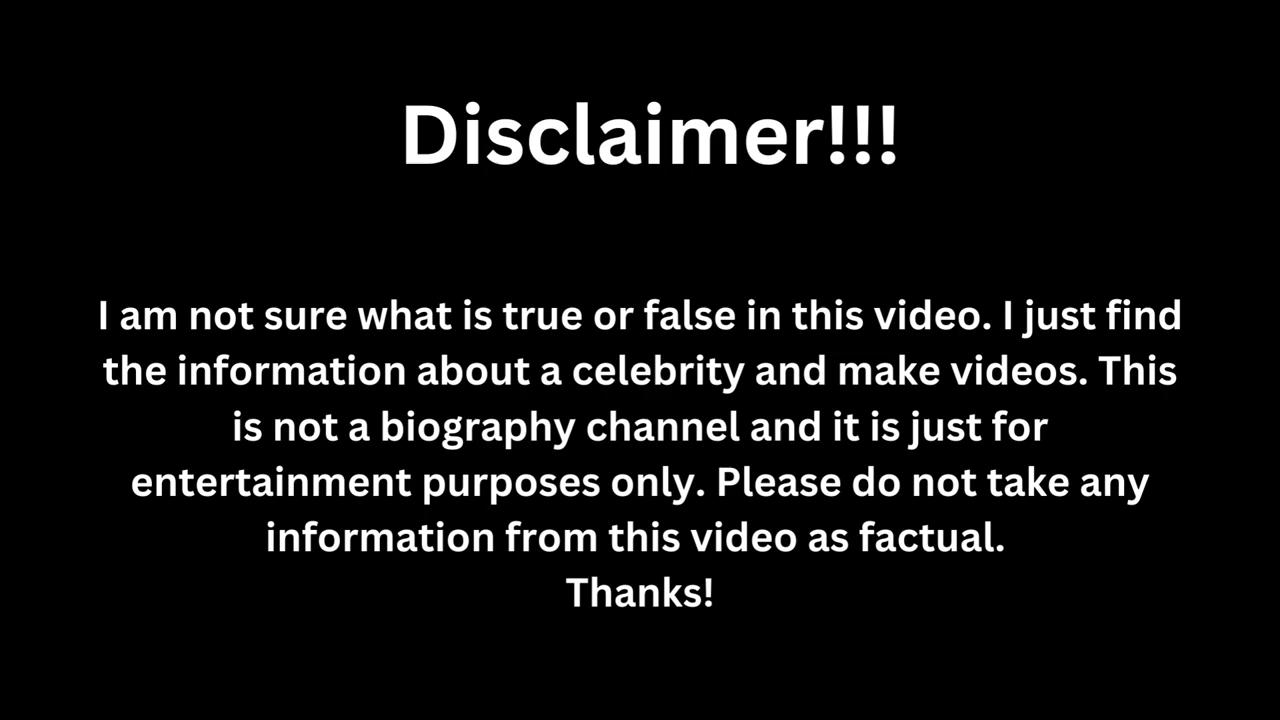 Disclaimer!!!
I am not sure what is true or false in this video. I just find
the information about a celebrity and make videos. This
is not a biography channel and it is just for
entertainment purposes only. Please do not take any
information from this video as factual.
Thanks!